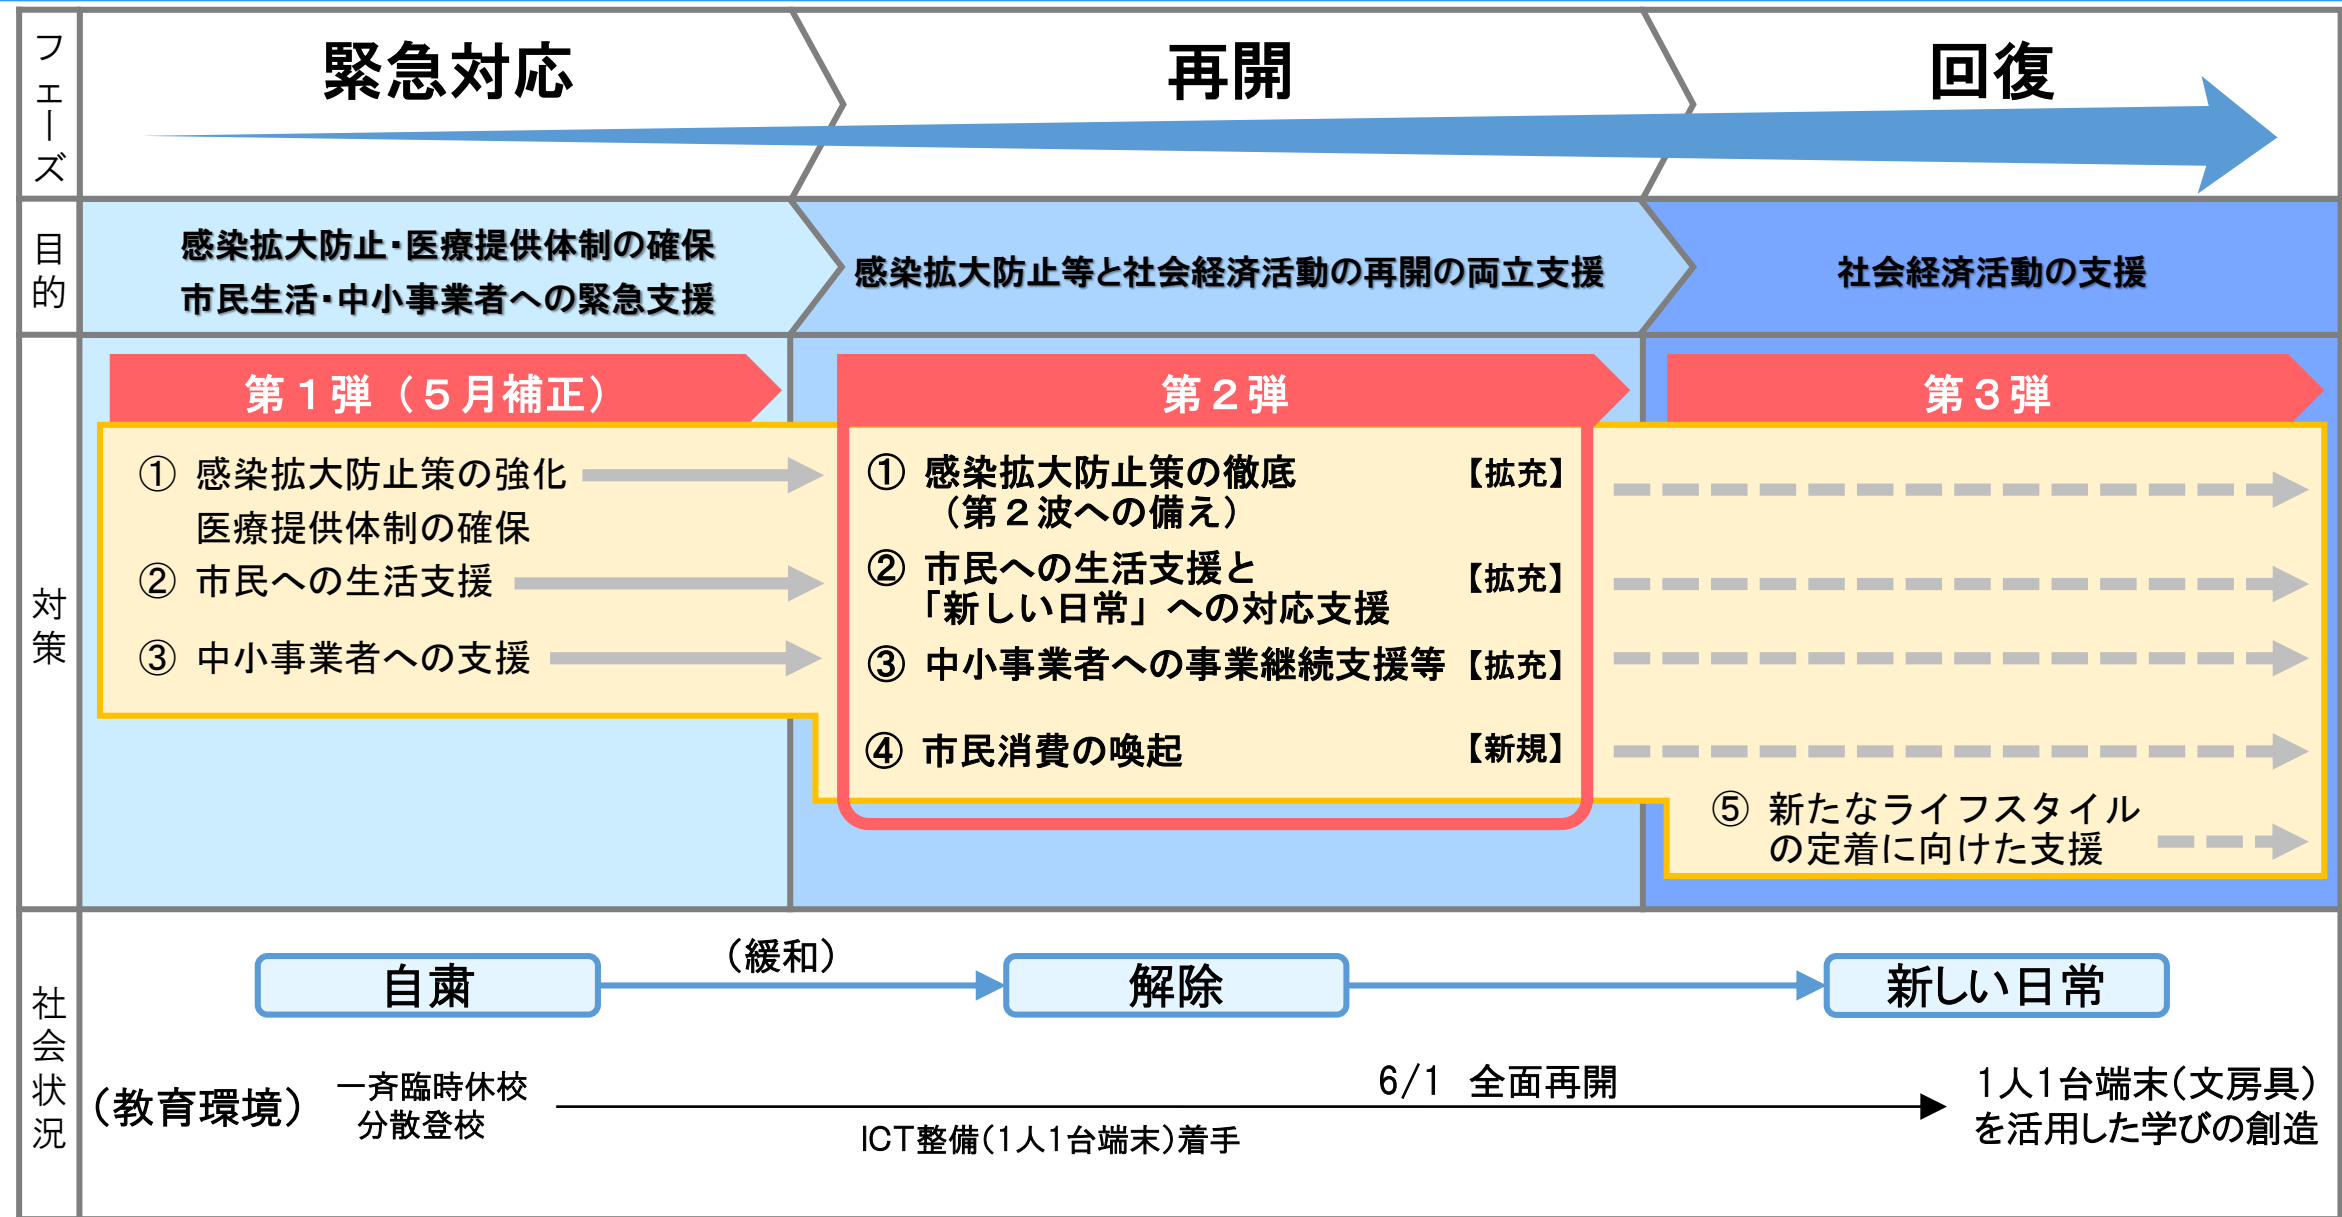 フェーズ
緊急対応
再開
回復
目的
感染拡大防止・医療提供体制の確保
市民生活・中小事業者への緊急支援
感染拡大防止等と社会経済活動の再開の両立支援
社会経済活動の支援
対策
第１弾（５月補正）
① 感染拡大防止策の強化
医療提供体制の確保
② 市民への生活支援
③ 中小事業者への支援
第２弾
① 感染拡大防止策の徹底 【拡充】
（第２波への備え）
② 市民への生活支援と 【拡充】
「新しい日常」への対応支援
③ 中小事業者への事業継続支援等 【拡充】
④ 市民消費の喚起 【新規】
第３弾
⑤ 新たなライフスタイル
の定着に向けた支援
社会状況
自粛
（緩和）
解除
新しい日常
（教育環境）
一斉臨時休校
分散登校
6/1 全面再開
ICT整備（1人1台端末）着手
1人1台端末（文房具）
を活用した学びの創造